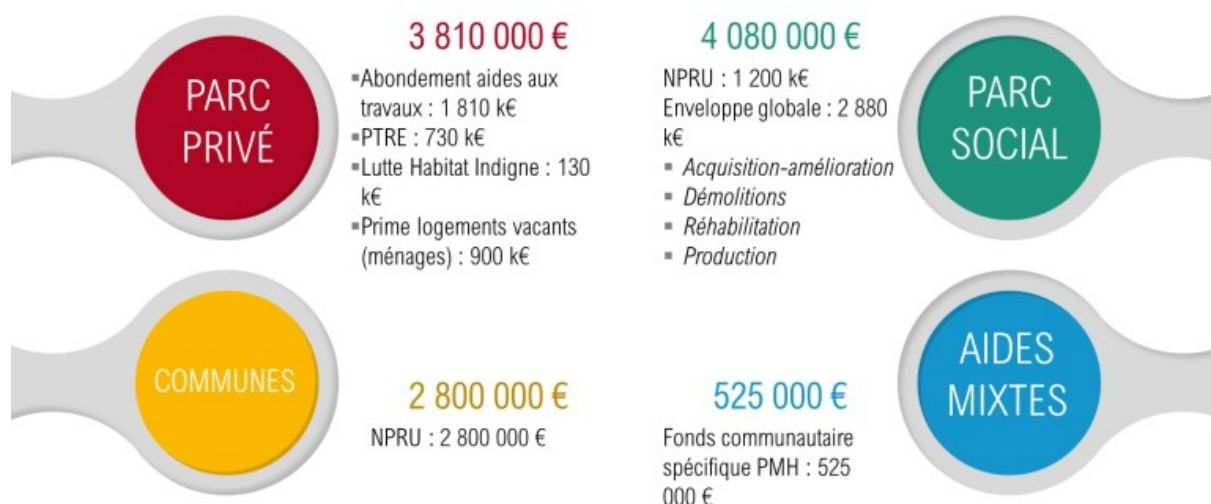 PARC
PRIVÉ
3 810 000 €
▪Abondement aides aux
travaux : 1 810 k€
▪PTRE : 730 k€
▪Lutte Habitat Indigne : 130
k€
▪Prime logements vacants
(ménages) : 900 k€
4 080 000 €
NPRU : 1 200 k€
Enveloppe globale : 2 880
k€
▪ Acquisition-amélioration
▪ Démolitions
▪ Réhabilitation
▪ Production
PARC
SOCIAL
COMMUNES
2 800 000 €
NPRU : 2 800 000 €
525 000 €
Fonds communautaire
spécifique PMH : 525
000 €
AIDES
MIXTES